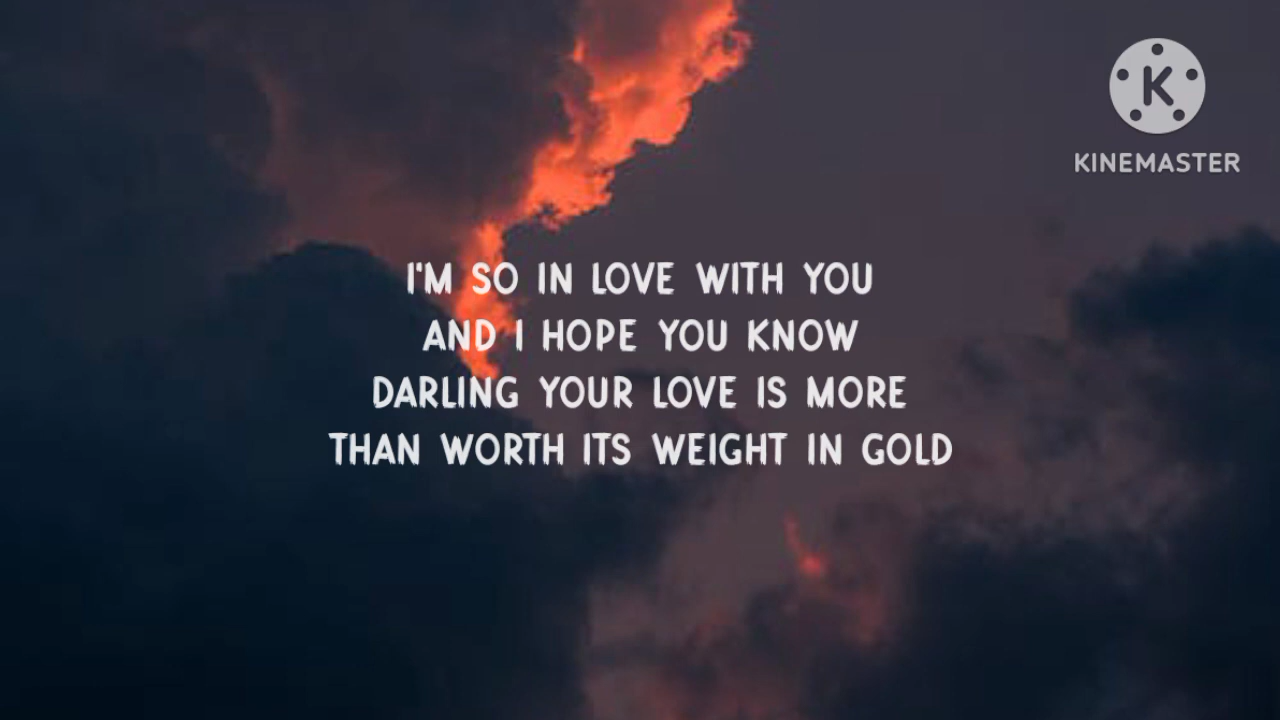 K
KINEMASTER
I'M SO IN LOVE WITH YOU
AND I HOPE YOU KNOW
DARLING YOUR LOVE IS MORE
THAN WORTH ITS WEIGHT IN GOLD